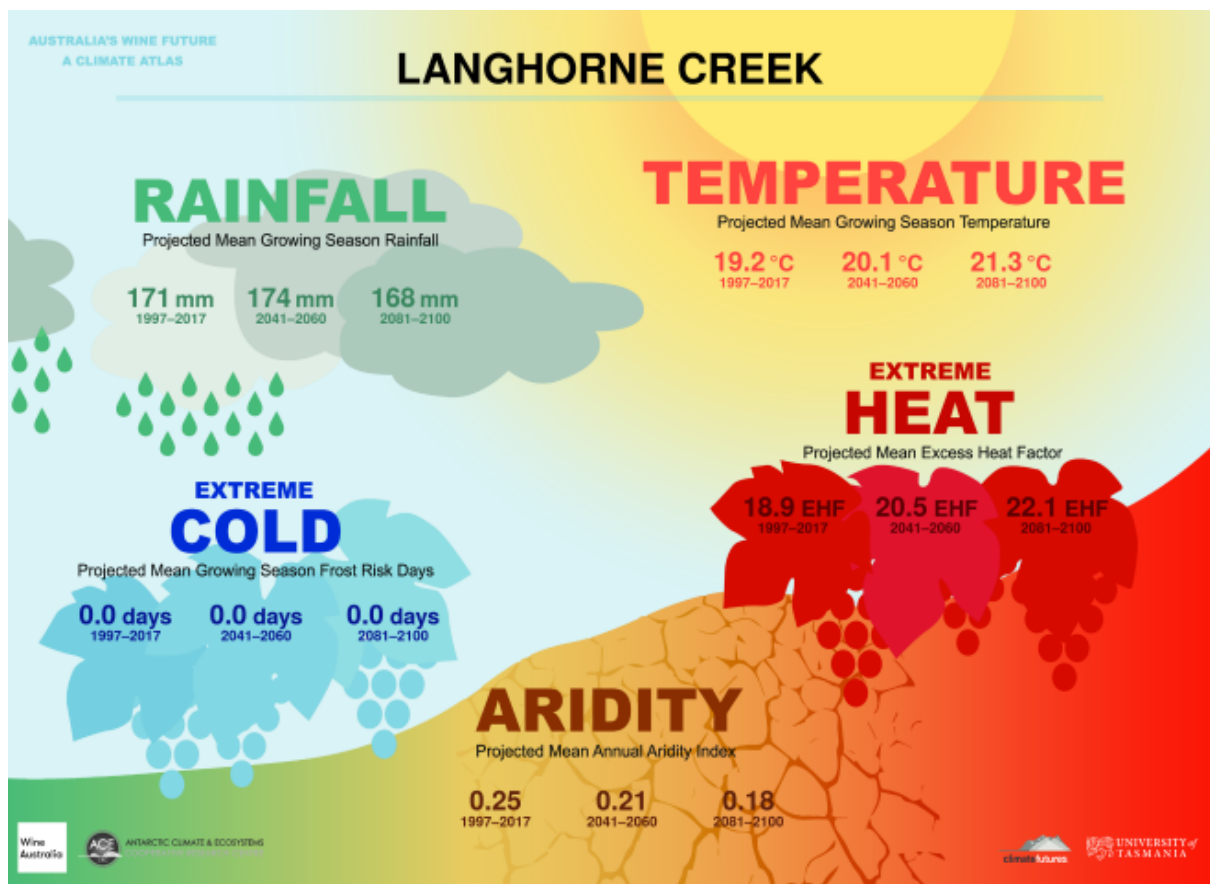 AUSTRALIA'S WINE FUTURE
A CLIMATE ATLAS
LANGHORNE CREEK
RAINFALL
Projected Mean Growing Season Rainfall
171 mm 174 mm 168 mm
1997–2017 2041–2060 2081–2100
TEMPERATURE
Projected Mean Growing Season Temperature
19.2 °C 20.1 °C 21.3 °C
1997–2017 2041–2060 2081–2100
EXTREME
HEAT
Projected Mean Excess Heat Factor
18.9 EHF 20.5 EHF 22.1 EHF
1997–2017 2041–2060 2081–2100
EXTREME
COLD
Projected Mean Growing Season Frost Risk Days
0.0 days 0.0 days 0.0 days
1997–2017 2041–2060 2081–2100
ARIDITY
Projected Mean Annual Aridity Index
0.25 0.21 0.18
1997–2017 2041–2060 2081–2100
Wine
Australia
ACE
ANTARCTIC CLIMATE & ECOSYSTEMS
climatefutures
UNIVERSITY of
TASMANIA